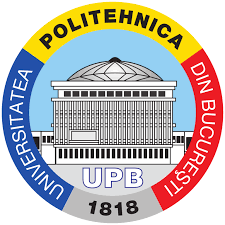 UNIVERSITATEA
POLITEHNICA
DIN BUCUREȘTI
UPB
1818